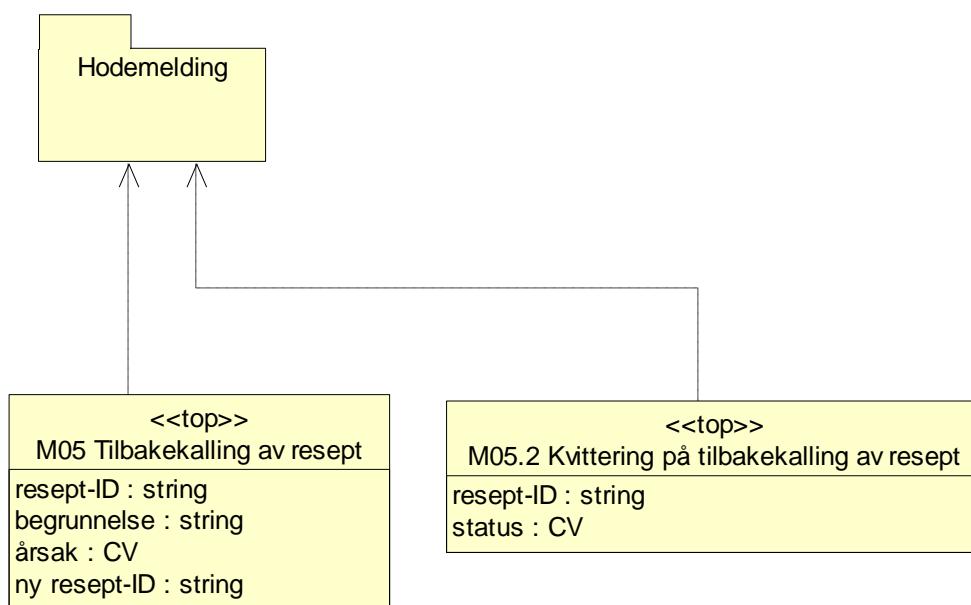 Hodemelding
<<top>>
M05 Tilbakekalling av resept
resept-ID : string
begrunnelse : string
årsak : CV
ny resept-ID : string
<<top>>
M05.2 Kvittering på tilbakekalling av resept
resept-ID : string
status : CV